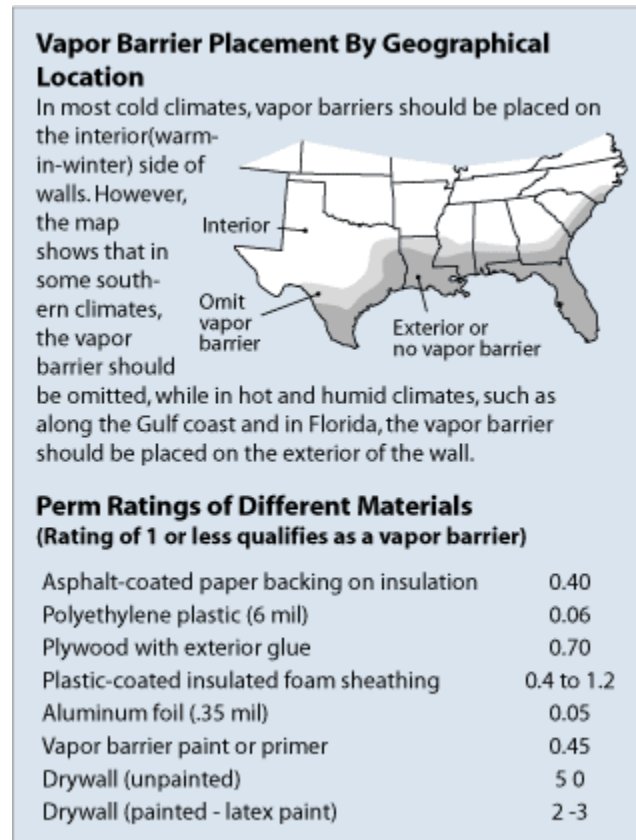 Vapor Barrier Placement By Geographical
Location
In most cold climates, vapor barriers should be placed on
the interior(warm-
in-winter) side of
walls. However,
the map
shows that in
some south-
ern climates,
the vapor
barrier should
Interior
Omit
vapor
barrier
Exterior or
no vapor barrier
be omitted, while in hot and humid climates, such as
along the Gulf coast and in Florida, the vapor barrier
should be placed on the exterior of the wall.
Perm Ratings of Different Materials
(Rating of 1 or less qualifies as a vapor barrier)
Asphalt-coated paper backing on insulation 0.40
Polyethylene plastic (6 mil) 0.06
Plywood with exterior glue 0.70
Plastic-coated insulated foam sheathing 0.4 to 1.2
Aluminum foil (.35 mil) 0.05
Vapor barrier paint or primer 0.45
Drywall (unpainted) 5 0
Drywall (painted - latex paint) 2 -3